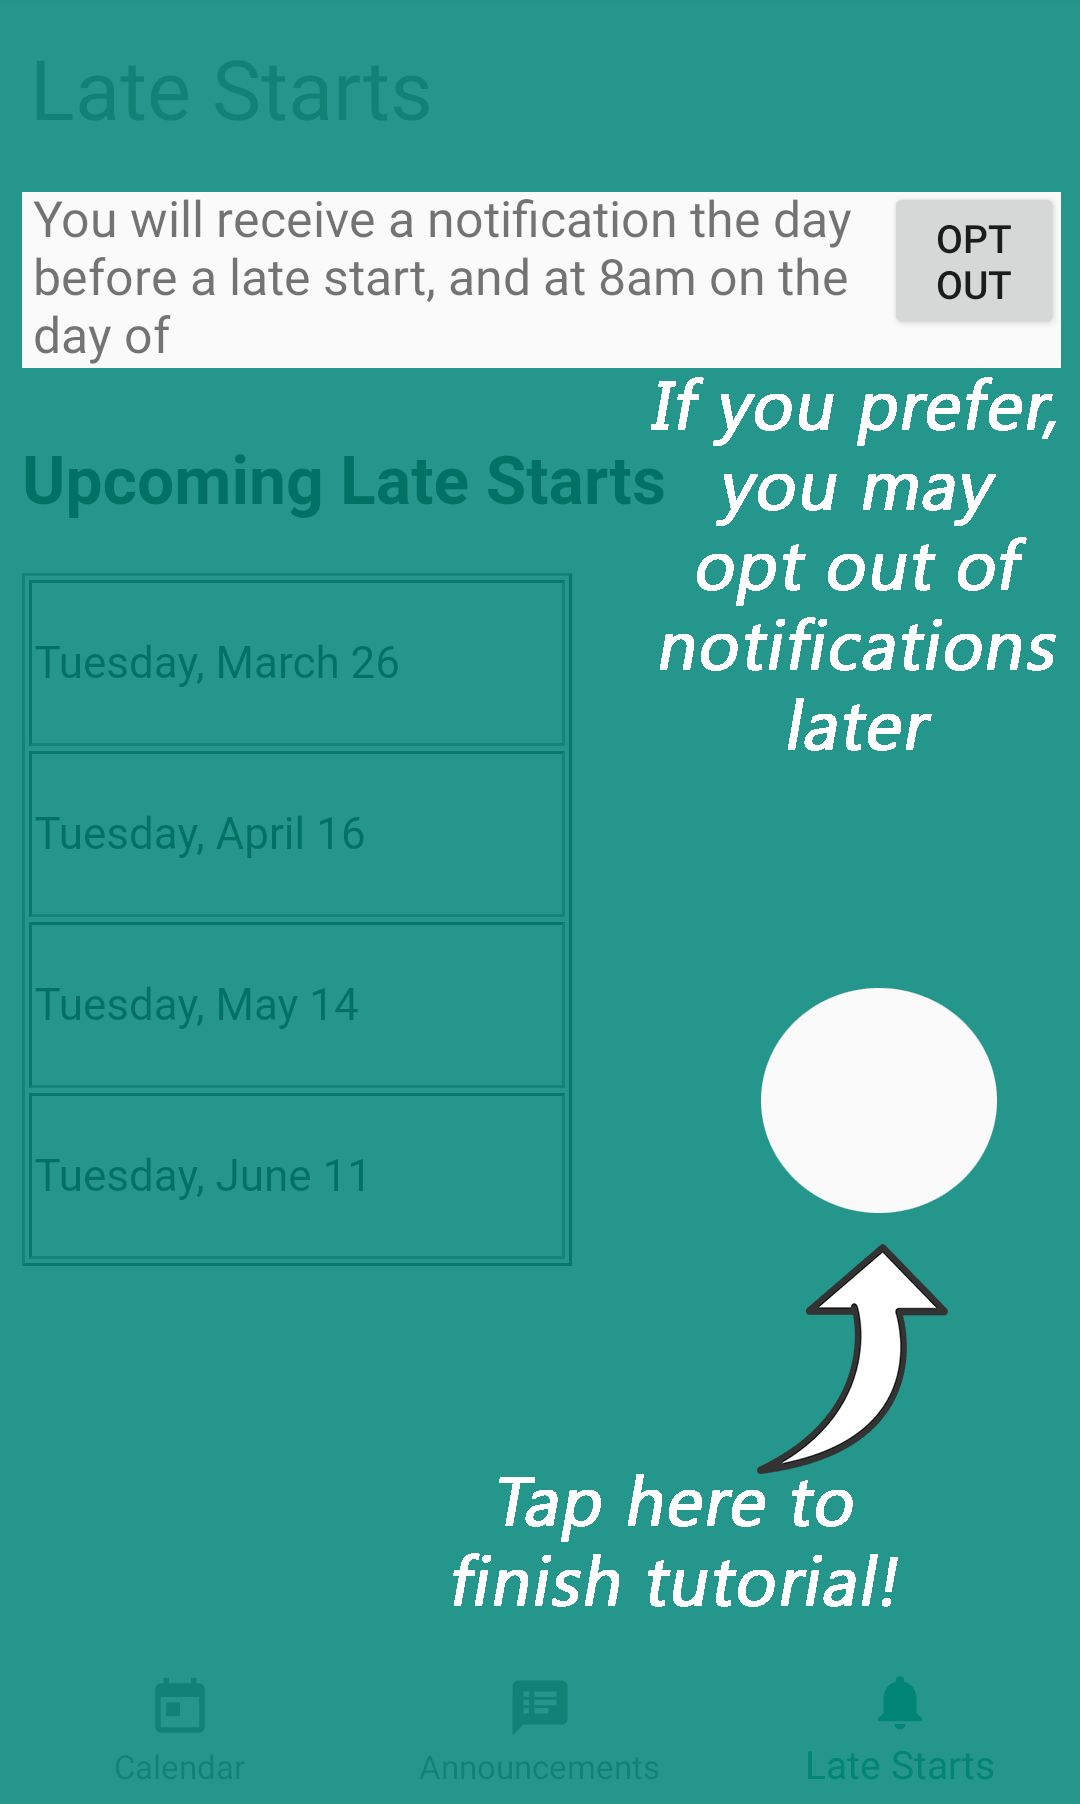 Late Starts
You will receive a notification the day
before a late start, and at 8am on the
day of
OPT
OUT
If you prefer,
you may
opt out of
notifications
later
Upcoming Late Starts
Tuesday, March 26
Tuesday, April 16
Tuesday, May 14
Tuesday, June 11
Tap here to
finish tutorial!
Calendar
Announcements
Late Starts